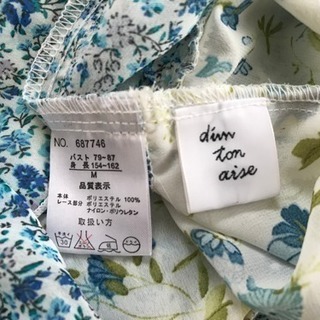 NO. 687746
バスト 79~87
身長 154~162
M
品質表示
本体 ポリエステル 100%
レース部分 ポリエステル
ナイロン・ポリウレタン
取扱い方
d'un
ton
aise